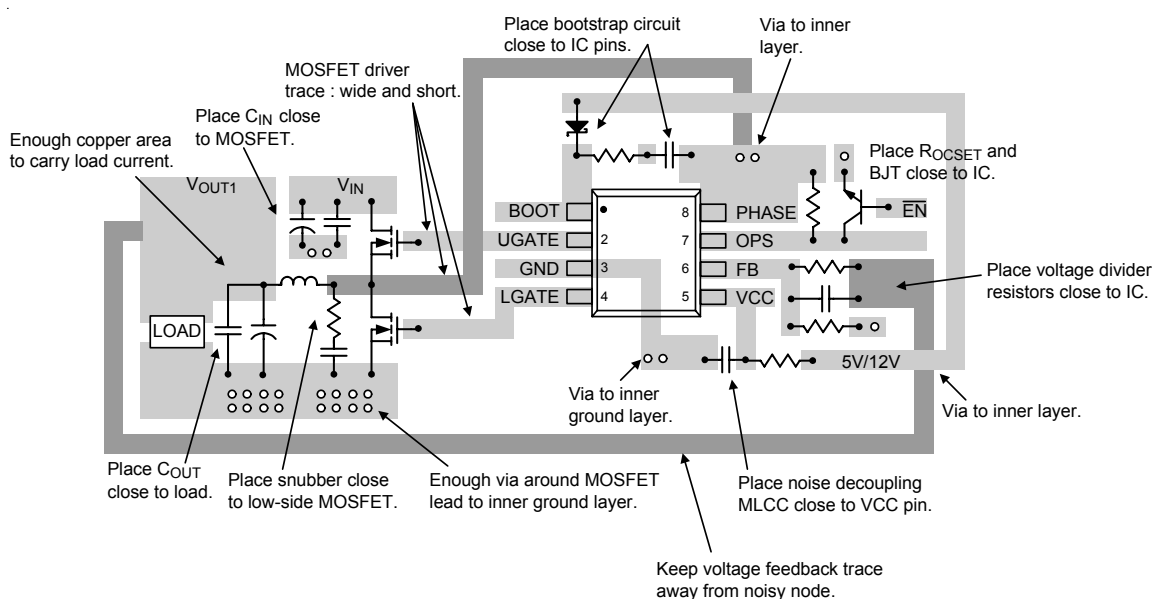 Place bootstrap circuit
close to IC pins.
Via to inner
layer.
MOSFET driver
trace : wide and short.
Place CIN close
to MOSFET.
Enough copper area
to carry load current.
Place ROCSET and
BJT close to IC.
VOUT1
VIN
BOOT
UGATE
GND
LGATE
2
3
4
8
7
6
5
PHASE
OPS
FB
VCC
EN
Place voltage divider
resistors close to IC.
LOAD
5V/12V
Via to inner
ground layer.
Via to inner layer.
Place COUT
close to load.
Place snubber close
to low-side MOSFET.
Enough via around MOSFET
lead to inner ground layer.
Place noise decoupling
MLCC close to VCC pin.
Keep voltage feedback trace
away from noisy node.